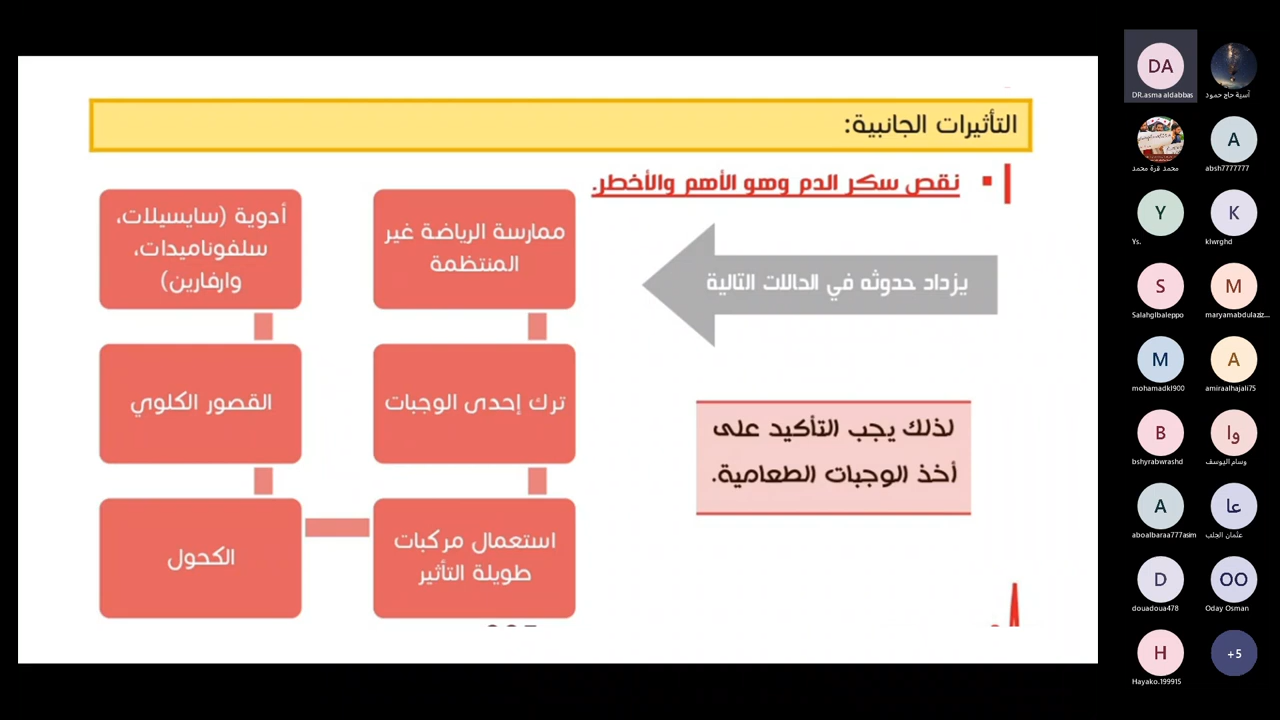 التأثيرات الجانبية:
▪ نقص سكر الدم وهو الأهم والأخطر.
يزداد حدوثه في الحالات التالية
ممارسة الرياضة غير
المنتظمة
ترك إحدى الوجبات
استعمال مركبات
طويلة التأثير
الكحول
القصور الكلوي
أدوية (سايسيلات،
سلفوناميدات،
وارفارين)
لذلك يجب التأكيد على
أخذ الوجبات الطعامية.
DA
DR.asma aldabbas
آسية حاج حمود
محمد قرة محمد
A
absh7777777
Y
Ys.
K
klwrghd
S
Salahglbaleppo
M
maryamabdulaziz...
M
mohamadkl900
A
amiraalhajali75
B
bshyrabwrashd
وا
وسام اليوسف
A
aboalbaraa777asim
عا
عثمان الجلب
D
douadoua478
OO
Oday Osman
H
Hayako.199915
+5